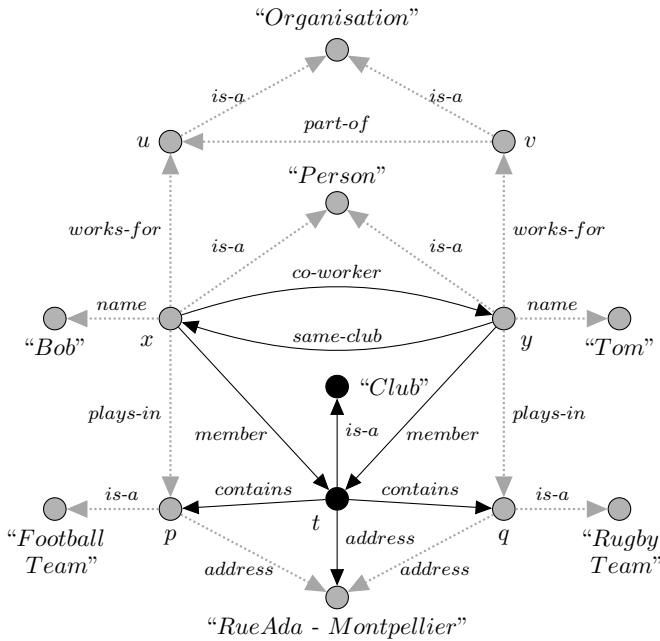 “Organisation”
is-a
is-a
part-of
u
v
“Person”
works-for
is-a
is-a
works-for
co-worker
name
name
“Bob”
x
same-club
y
“Tom”
“Club”
plays-in
plays-in
member
is-a
member
is-a
contains
contains
is-a
“Football
Team”
p
t
address
q
“Rugby
Team”
address
address
“RueAda - Montpellier”